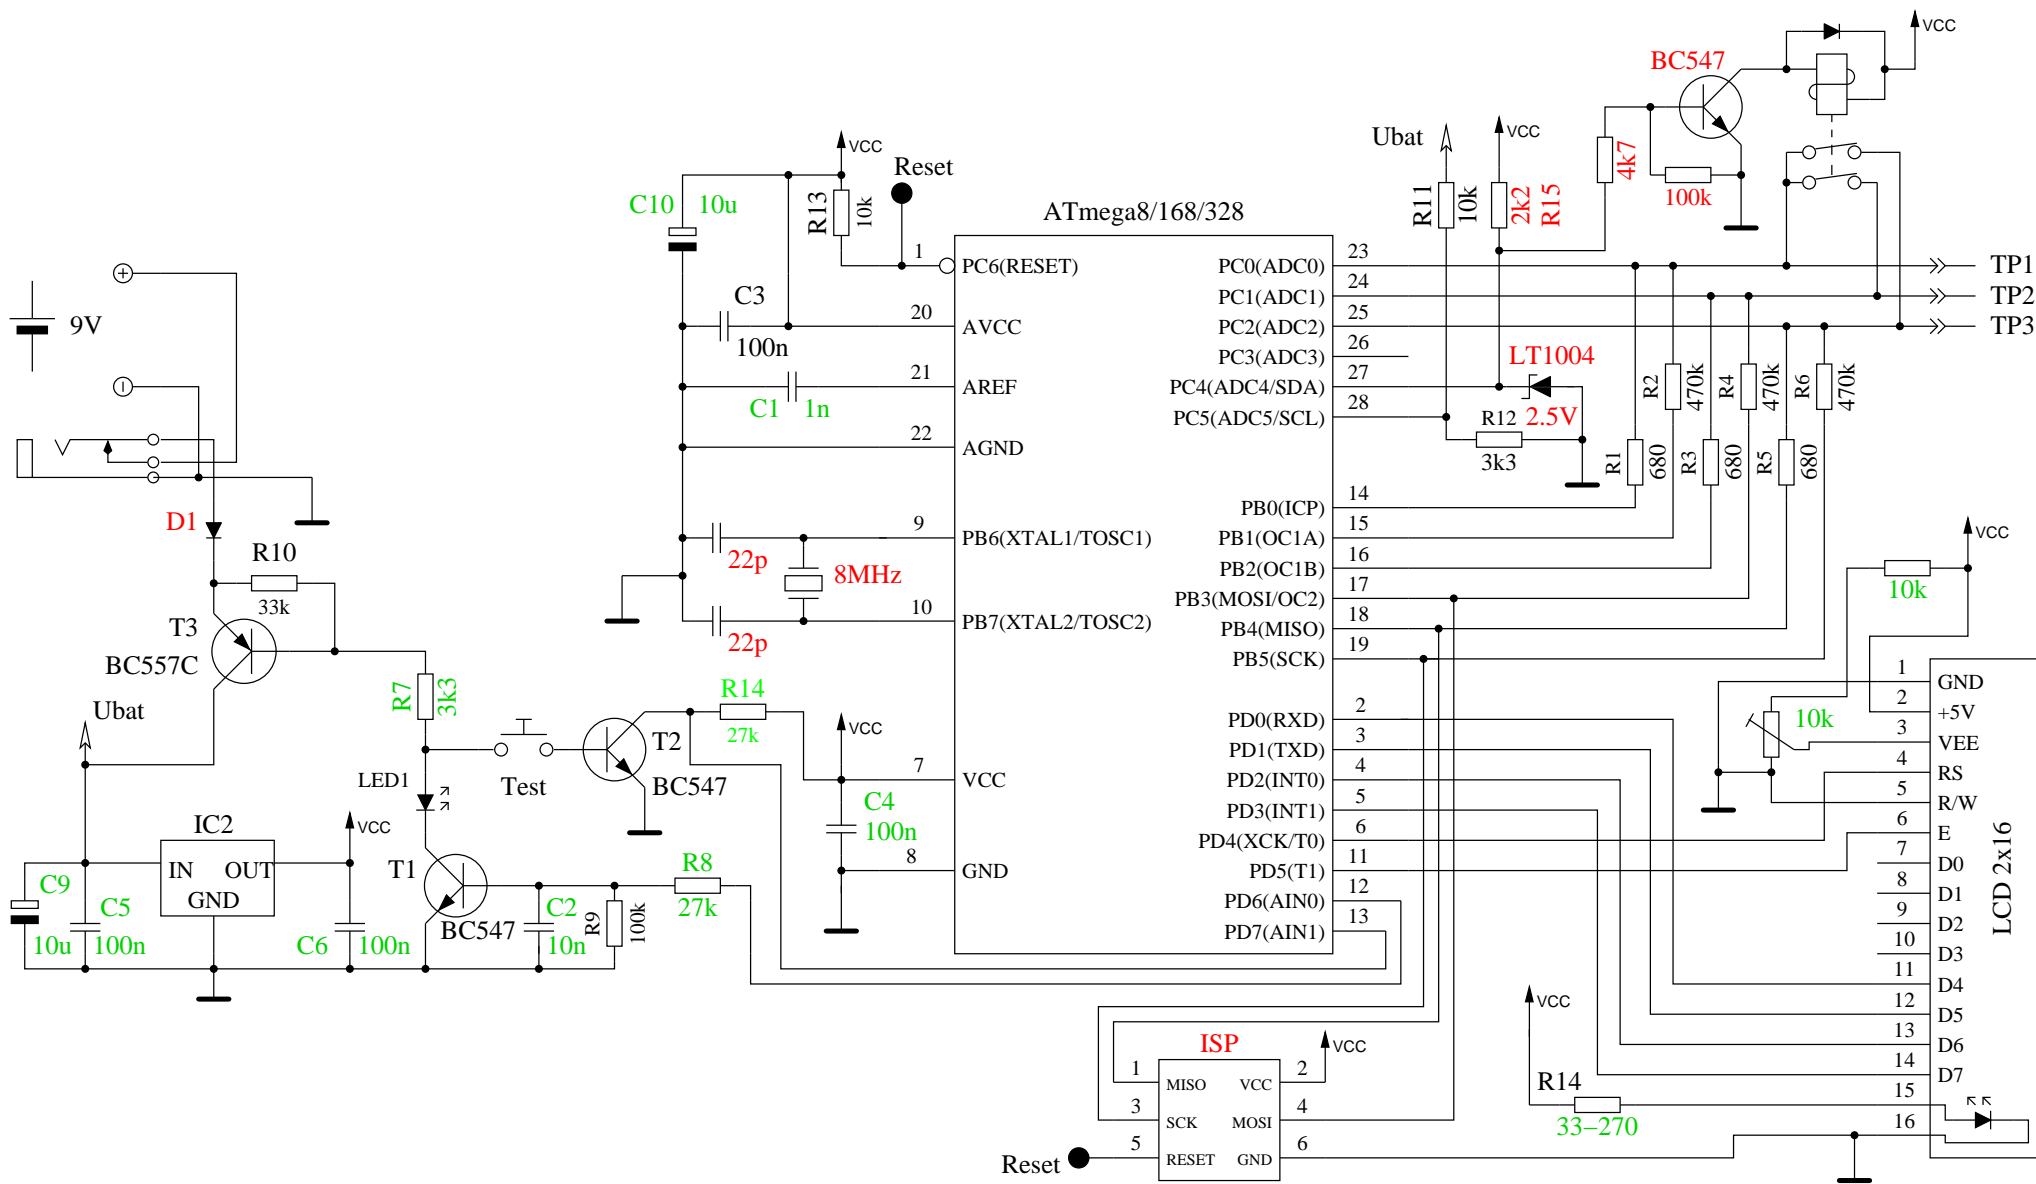 BC547
VCC
4k7
100k
Ubat
VCC
R11
10k
2k2
R15
VCC
Reset
C10 10u
R13
10k
ATmega8/168/328
1
PC6(RESET)
C3
100n
20
AVCC
21
AREF
C1 1n
22
AGND
9
PB6(XTAL1/TOSC1)
22p
8MHz
10
PB7(XTAL2/TOSC2)
22p
7
VCC
8
GND
PC0(ADC0)
23
PC1(ADC1)
24
PC2(ADC2)
25
PC3(ADC3)
26
PC4(ADC4/SDA)
27
PC5(ADC5/SCL)
28
PB0(ICP)
14
PB1(OC1A)
15
PB2(OC1B)
16
PB3(MOSI/OC2)
17
PB4(MISO)
18
PB5(SCK)
19
PD0(RXD)
2
PD1(TXD)
3
PD2(INT0)
4
PD3(INT1)
5
PD4(XCK/T0)
6
PD5(T1)
11
PD6(AIN0)
12
PD7(AIN1)
13
TP1
TP2
TP3
LT1004
2.5V
R12
3k3
R1
680
R2
470k
R3
680
R4
470k
R5
680
R6
470k
9V
D1
R10
33k
T3
BC557C
R7
3k3
Ubat
R14
27k
VCC
T2
BC547
Test
LED1
C4
100n
IC2
IN OUT
GND
VCC
T1
BC547
R8
27k
C9
10u
C5
100n
C6 100n
C2
10n
R9
100k
VCC
10k
10k
1
GND
2
+5V
3
VEE
4
RS
5
R/W
6
E
7
D0
8
D1
9
D2
10
D3
11
D4
12
D5
13
D6
14
D7
15
16
LCD 2x16
VCC
R14
33–270
ISP
VCC
1
MISO
3
SCK
5
RESET
VCC
2
MOSI
4
GND
6
Reset